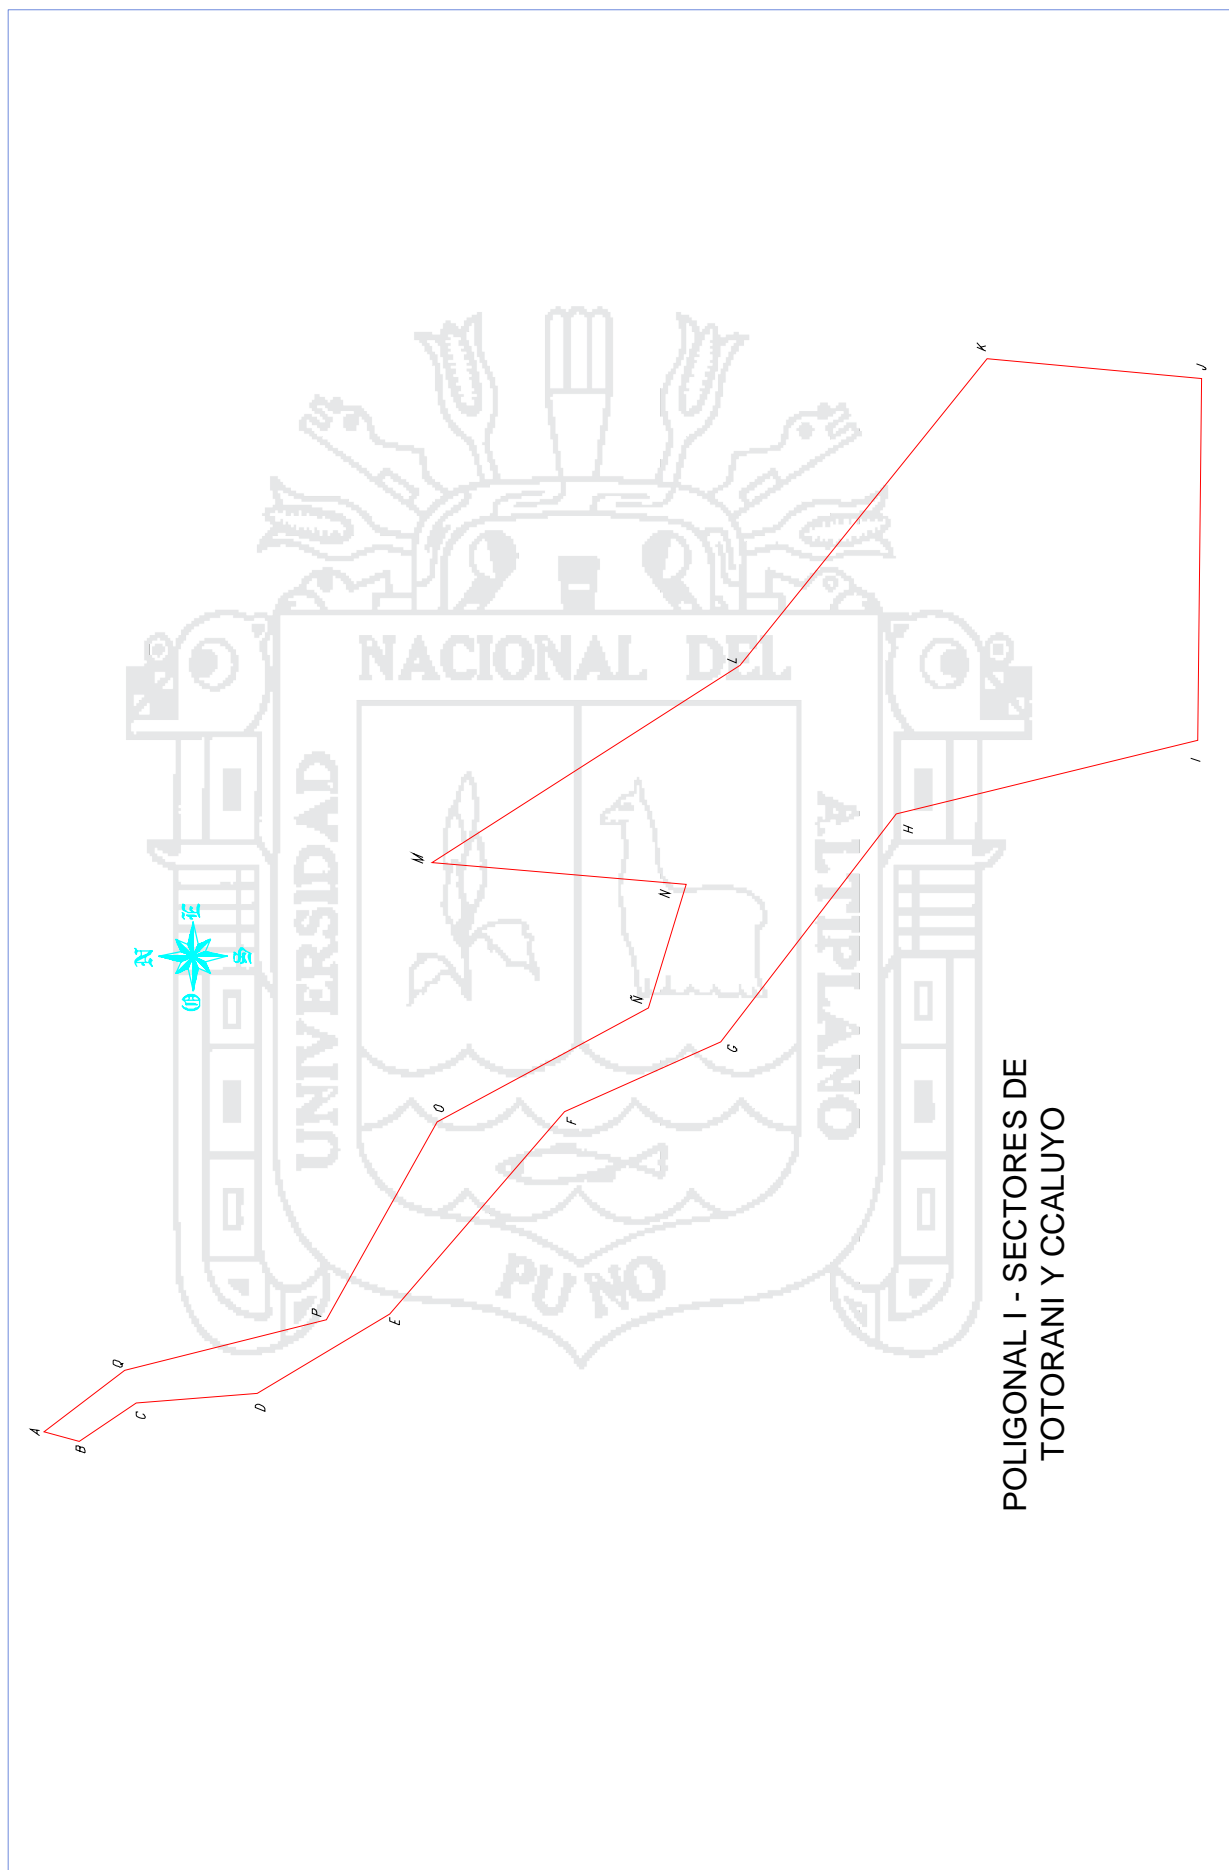 A
B
C
D
E
F
G
H
I
J
K
L
M
N
Ñ
O
P
Q
N
E
S
O
UNIVERSIDAD
NACIONAL DEL
ALTIPLANO
PUNO
POLIGONAL I - SECTORES DE
TOTORANI Y CCALUYO